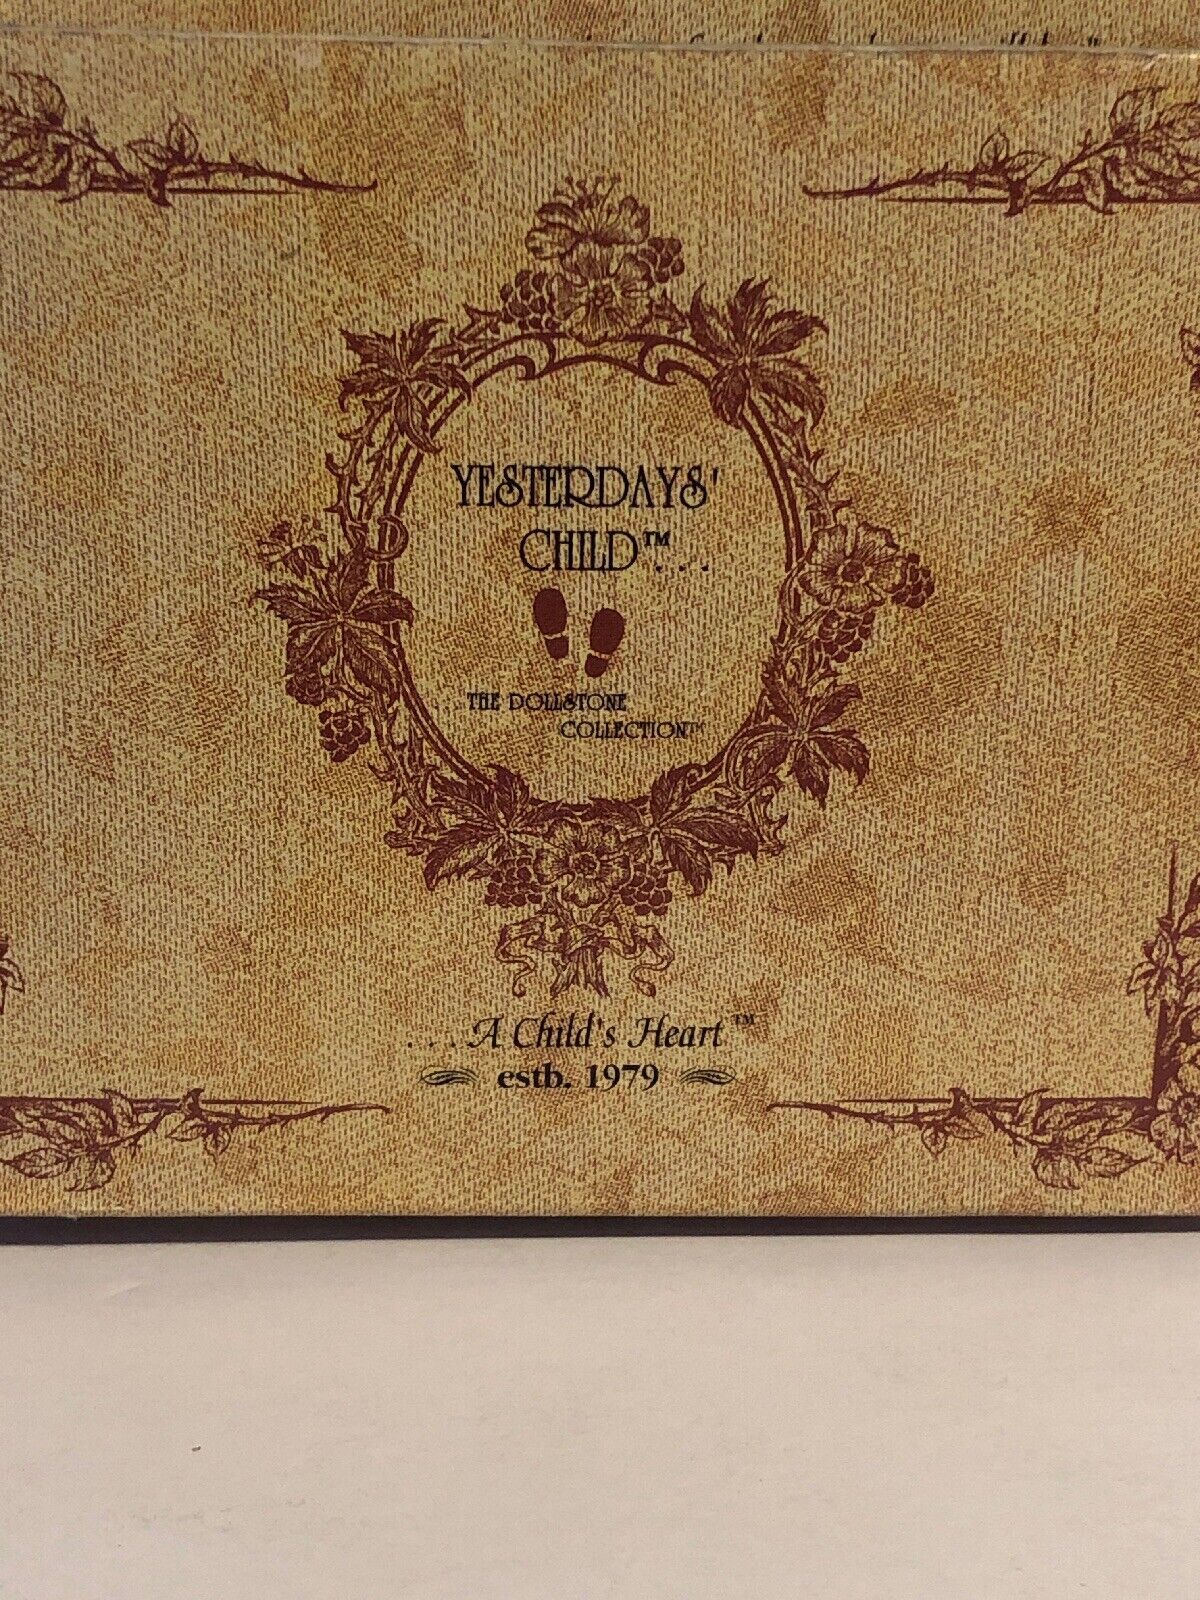 YESTERDAYS'
CHILD™...
...THE DOLLSTONE
COLLECTION™
...A Child's Heart™
estb. 1979